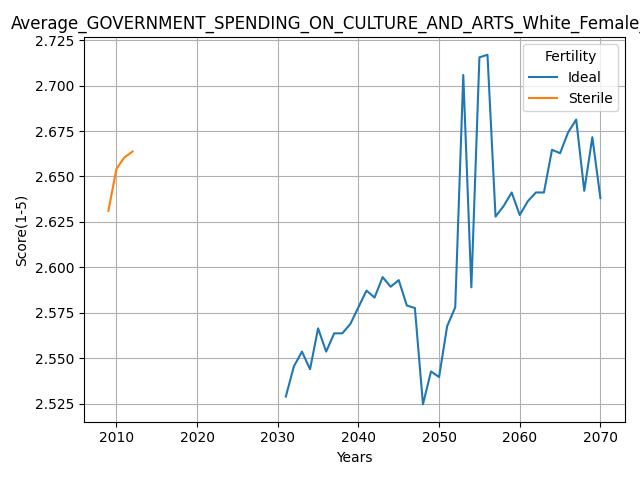 Average_GOVERNMENT_SPENDING_ON_CULTURE_AND_ARTS_White_Female_
2.725
2.700
2.675
2.650
2.625
2.600
2.575
2.550
2.525
Score(1-5)
Fertility
Ideal
Sterile
2010 2020 2030 2040 2050 2060 2070
Years